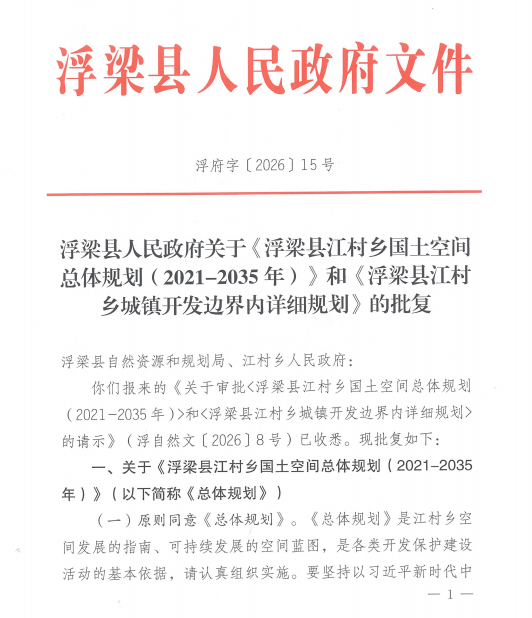 浮梁县人民政府文件
浮府字〔2026〕15号
浮梁县人民政府关于《浮梁县江村乡国土空间
总体规划（2021-2035年）》和《浮梁县江村
乡城镇开发边界内详细规划》的批复
浮梁县自然资源和规划局、江村乡人民政府：
你们报来的《关于审批<浮梁县江村乡国土空间总体规划
（2021-2035年)>和<浮梁县江村乡城镇开发边界内详细规划>
的请示》（浮自然文〔2026〕8号）已收悉。现批复如下：
一、关于《浮梁县江村乡国土空间总体规划（2021-2035
年）》（以下简称《总体规划》）
（一）原则同意《总体规划》。《总体规划》是江村乡空
间发展的指南、可持续发展的空间蓝图，是各类开发保护建设
活动的基本依据，请认真组织实施。要坚持以习近平新时代中
— 1 —